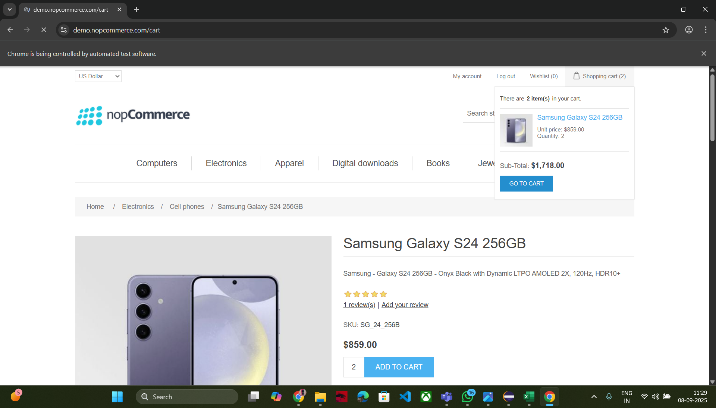 demo.nopcommerce.com/cart
demo.nopcommerce.com/cart
Chrome is being controlled by automated test software.
US Dollar
My account
Log out
Wishlist (0)
Shopping cart (2)
There are 2 item(s) in your cart.
Samsung Galaxy S24 256GB
Unit price: $859.00
Quantity: 2
Sub-Total: $1,718.00
GO TO CART
nopCommerce
Search st
Computers
Electronics
Apparel
Digital downloads
Books
Jewe
Home / Electronics / Cell phones / Samsung Galaxy S24 256GB
Samsung Galaxy S24 256GB
Samsung - Galaxy S24 256GB - Onyx Black with Dynamic LTPO AMOLED 2X, 120Hz, HDR10+
1 review(s) | Add your review
SKU: SG_24_256B
$859.00
2
ADD TO CART
Search
ENG
IN
11:29
08-09-2025